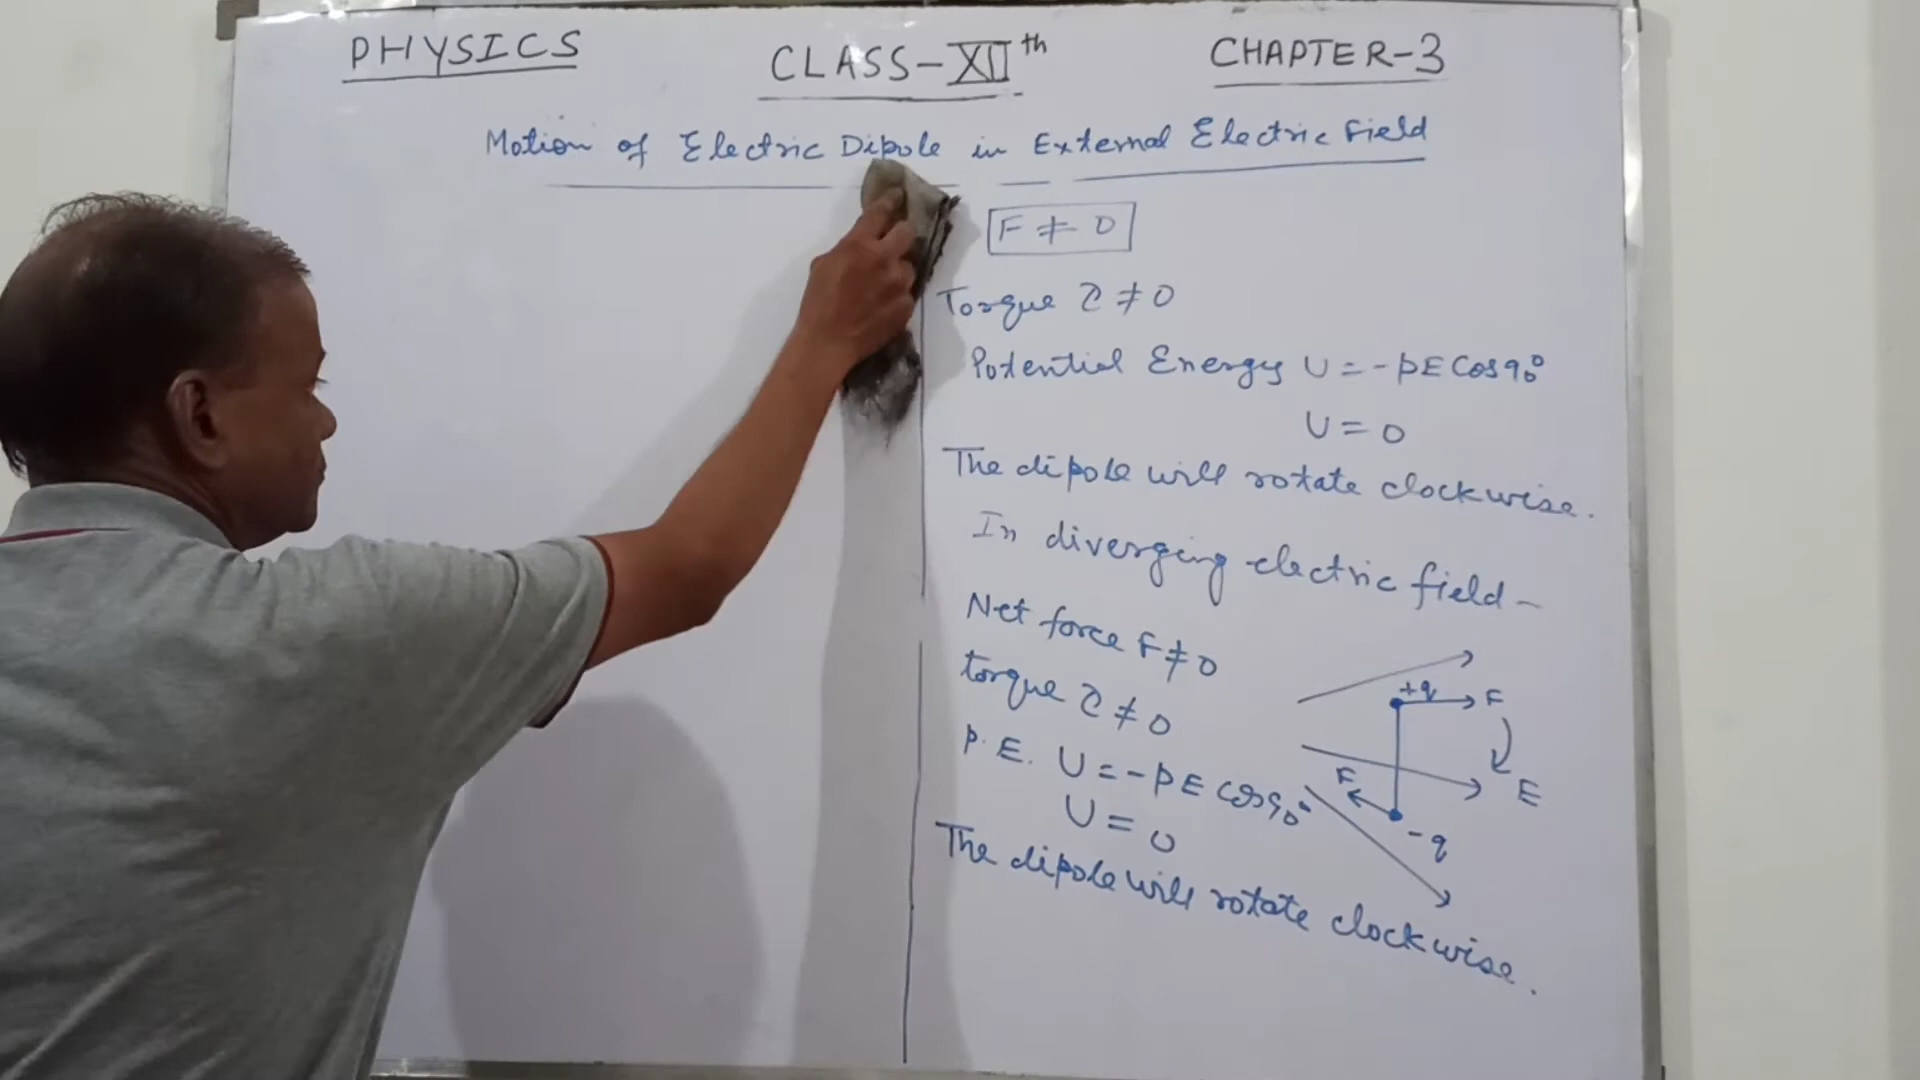 PHYSICS
CLASS-XIIth
CHAPTER-3
Motion of Electric Dipole in External Electric Field
F ≠ 0
Torque τ ≠ 0
Potential Energy U = -pE Cos90°
U = 0
The dipole will rotate clockwise.
In diverging electric field -
Net force F ≠ 0
torque τ ≠ 0
P.E. U = -pE cos90°
U = 0
The dipole will rotate clockwise.
+q
F
F
E
-q